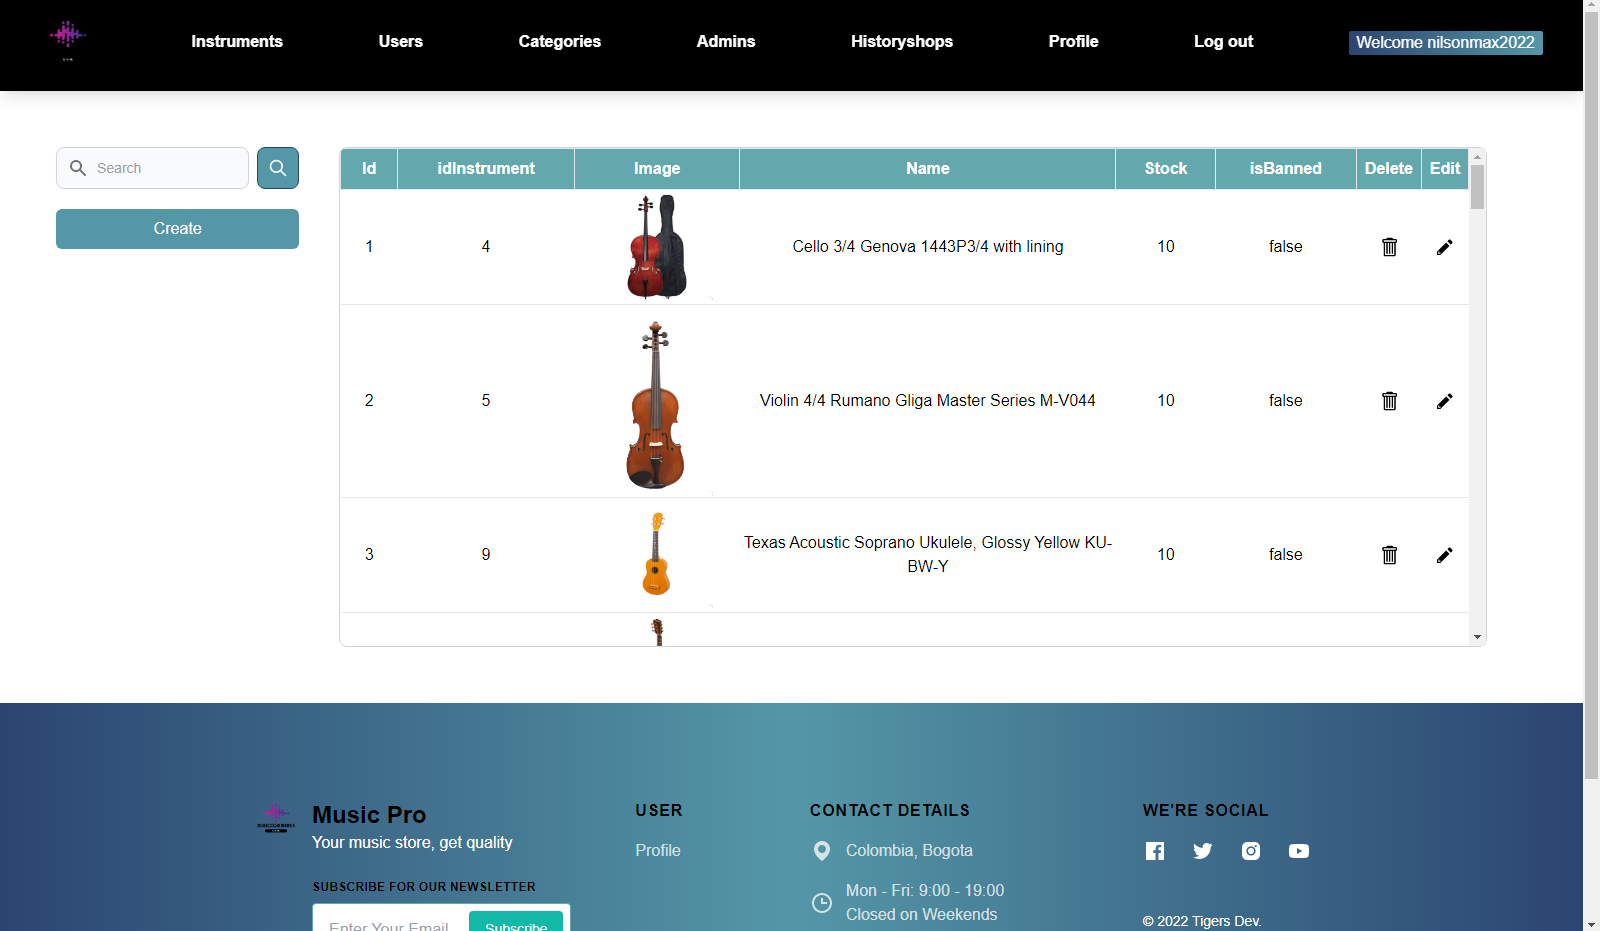 Instruments Users Categories Admins Historyshops Profile Log out Welcome nilsonmax2022
Search
Create
Id idInstrument Image Name Stock isBanned Delete Edit
1 4 Cello 3/4 Genova 1443P3/4 with lining 10 false
2 5 Violin 4/4 Rumano Gliga Master Series M-V044 10 false
3 9 Texas Acoustic Soprano Ukulele, Glossy Yellow KU-
BW-Y 10 false
Music Pro
Your music store, get quality
SUBSCRIBE FOR OUR NEWSLETTER
Enter Your Email Subscribe
USER
Profile
CONTACT DETAILS
Colombia, Bogota
Mon - Fri: 9:00 - 19:00
Closed on Weekends
WE'RE SOCIAL
© 2022 Tigers Dev.